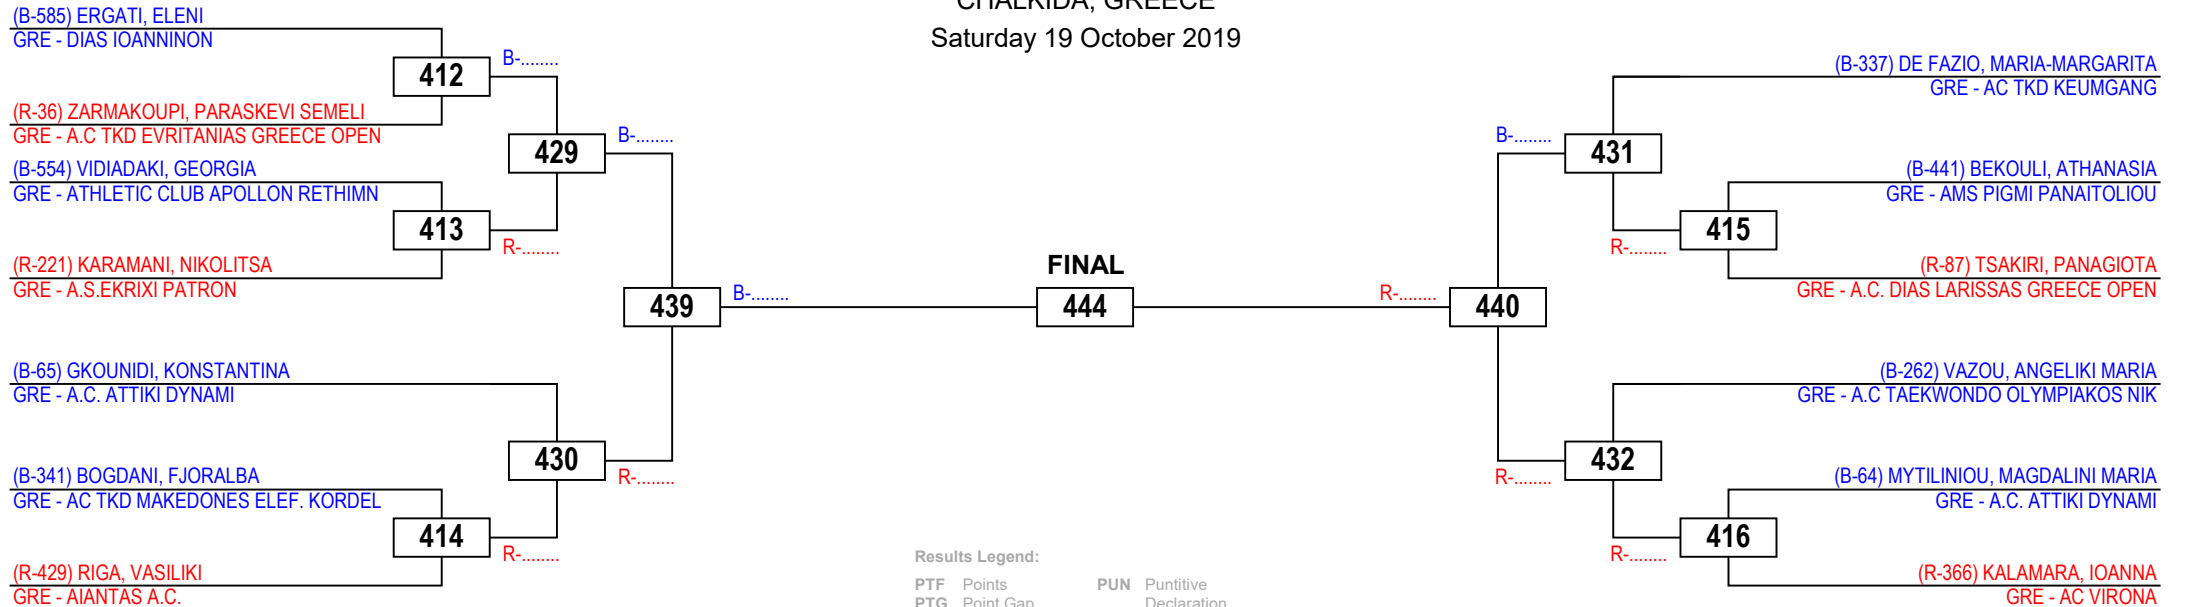 CHALKIDA, GREECE
Saturday 19 October 2019
(B-585) ERGATI, ELENI
GRE - DIAS IOANNINON
412
B-........
(R-36) ZARMAKOUPI, PARASKEVI SEMELI
GRE - A.C TKD EVRITANIAS GREECE OPEN
429
B-........
(B-554) VIDIADAKI, GEORGIA
GRE - ATHLETIC CLUB APOLLON RETHIMN
413
R-........
(R-221) KARAMANI, NIKOLITSA
GRE - A.S.EKRIXI PATRON
439
B-........
(B-65) GKOUNIDI, KONSTANTINA
GRE - A.C. ATTIKI DYNAMI
430
R-........
(B-341) BOGDANI, FJORALBA
GRE - AC TKD MAKEDONES ELEF. KORDEL
414
R-........
(R-429) RIGA, VASILIKI
GRE - AIANTAS A.C.
FINAL
444
(B-337) DE FAZIO, MARIA-MARGARITA
GRE - AC TKD KEUMGANG
B-........
431
(B-441) BEKOULI, ATHANASIA
GRE - AMS PIGMI PANAITOLIOU
415
R-........
(R-87) TSAKIRI, PANAGIOTA
GRE - A.C. DIAS LARISSAS GREECE OPEN
R-........
440
(B-262) VAZOU, ANGELIKI MARIA
GRE - A.C TAEKWONDO OLYMPIAKOS NIK
432
R-........
(B-64) MYTILINIOU, MAGDALINI MARIA
GRE - A.C. ATTIKI DYNAMI
416
R-........
(R-366) KALAMARA, IOANNA
GRE - AC VIRONA
Results Legend:
PTF Points PUN Puntitive
PTG Point Gap Declaration